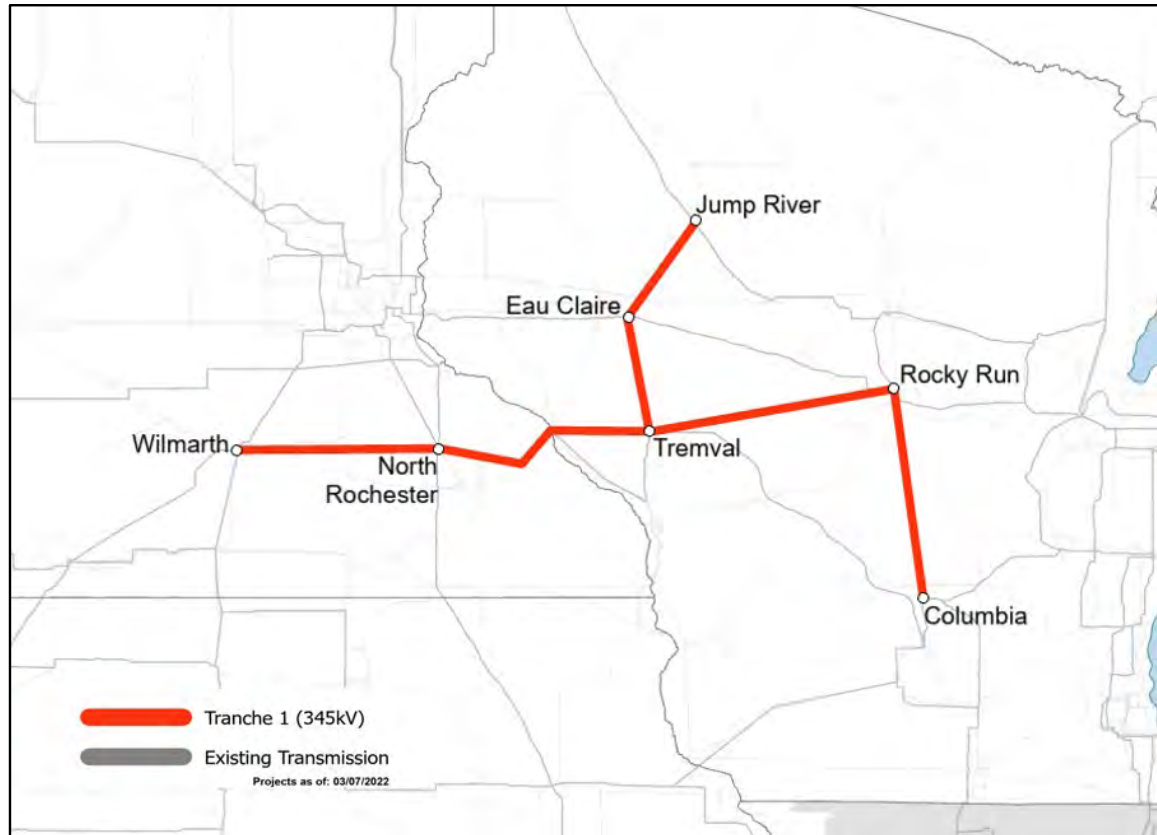 Jump River
Eau Claire
Rocky Run
Wilmarth
North
Rochester
Tremval
Columbia
Tranche 1 (345kV)
Existing Transmission
Projects as of: 03/07/2022